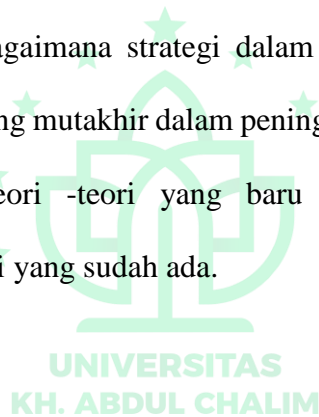 agaimana strategi dalam
ng mutakhir dalam pening
eori -teori yang baru
i yang sudah ada.
UNIVERSITAS
KH. ABDUL CHALIM